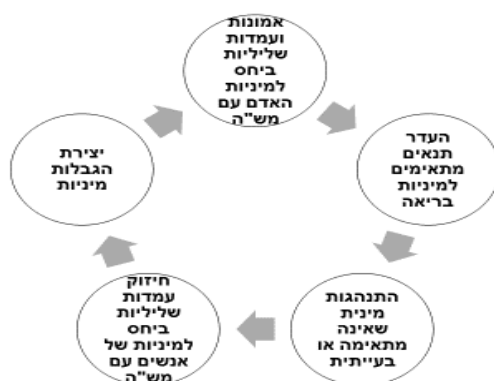 אמונות
ועמדות
שליליות
ביחס
למיניות
האדם עם
מש"ה
העדר
תנאים
מתאימים
למיניות
בריאה
התנהגות
מינית
שאינה
מתאימה או
בעייתית
חיזוק
עמדות
שליליות
ביחס
למיניות של
אנשים עם
מש"ה
יצירת
הגבלות
מיניות